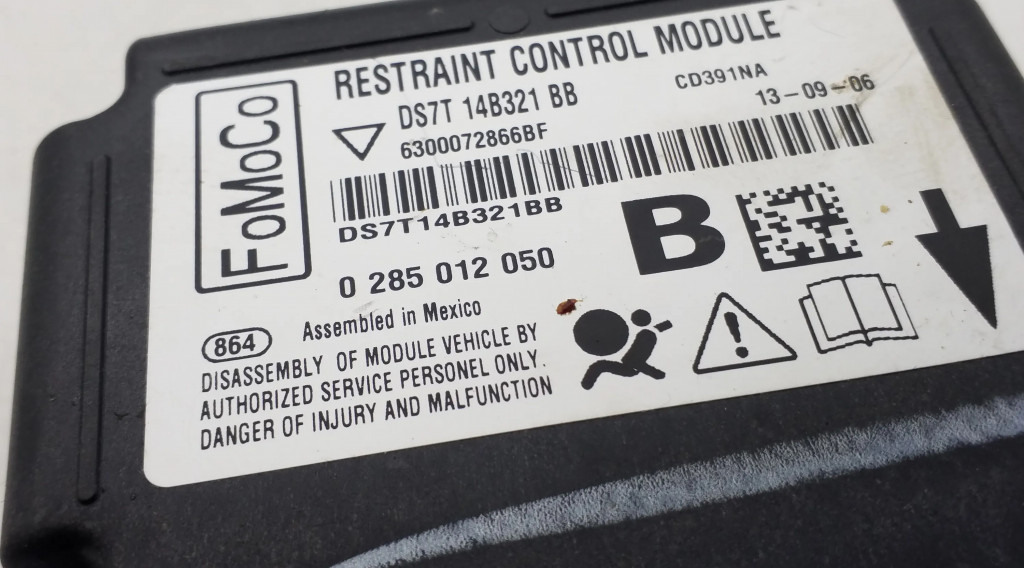 FoMoCo
RESTRAINT CONTROL MODULE
DS7T 14B321 BB
CD391NA
6300072866BF
13-09-06
DS7T14B321BB
B
0 285 012 050
864
Assembled in Mexico
DISASSEMBLY OF MODULE VEHICLE BY
AUTHORIZED SERVICE PERSONEL ONLY.
DANGER OF INJURY AND MALFUNCTION